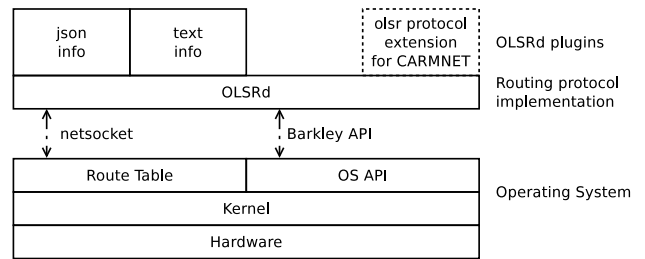 json
info
text
info
olsr protocol
extension
for CARMNET
OLSRd plugins
OLSRd
Routing protocol
implementation
netsocket
Barkley API
Route Table
OS API
Operating System
Kernel
Hardware